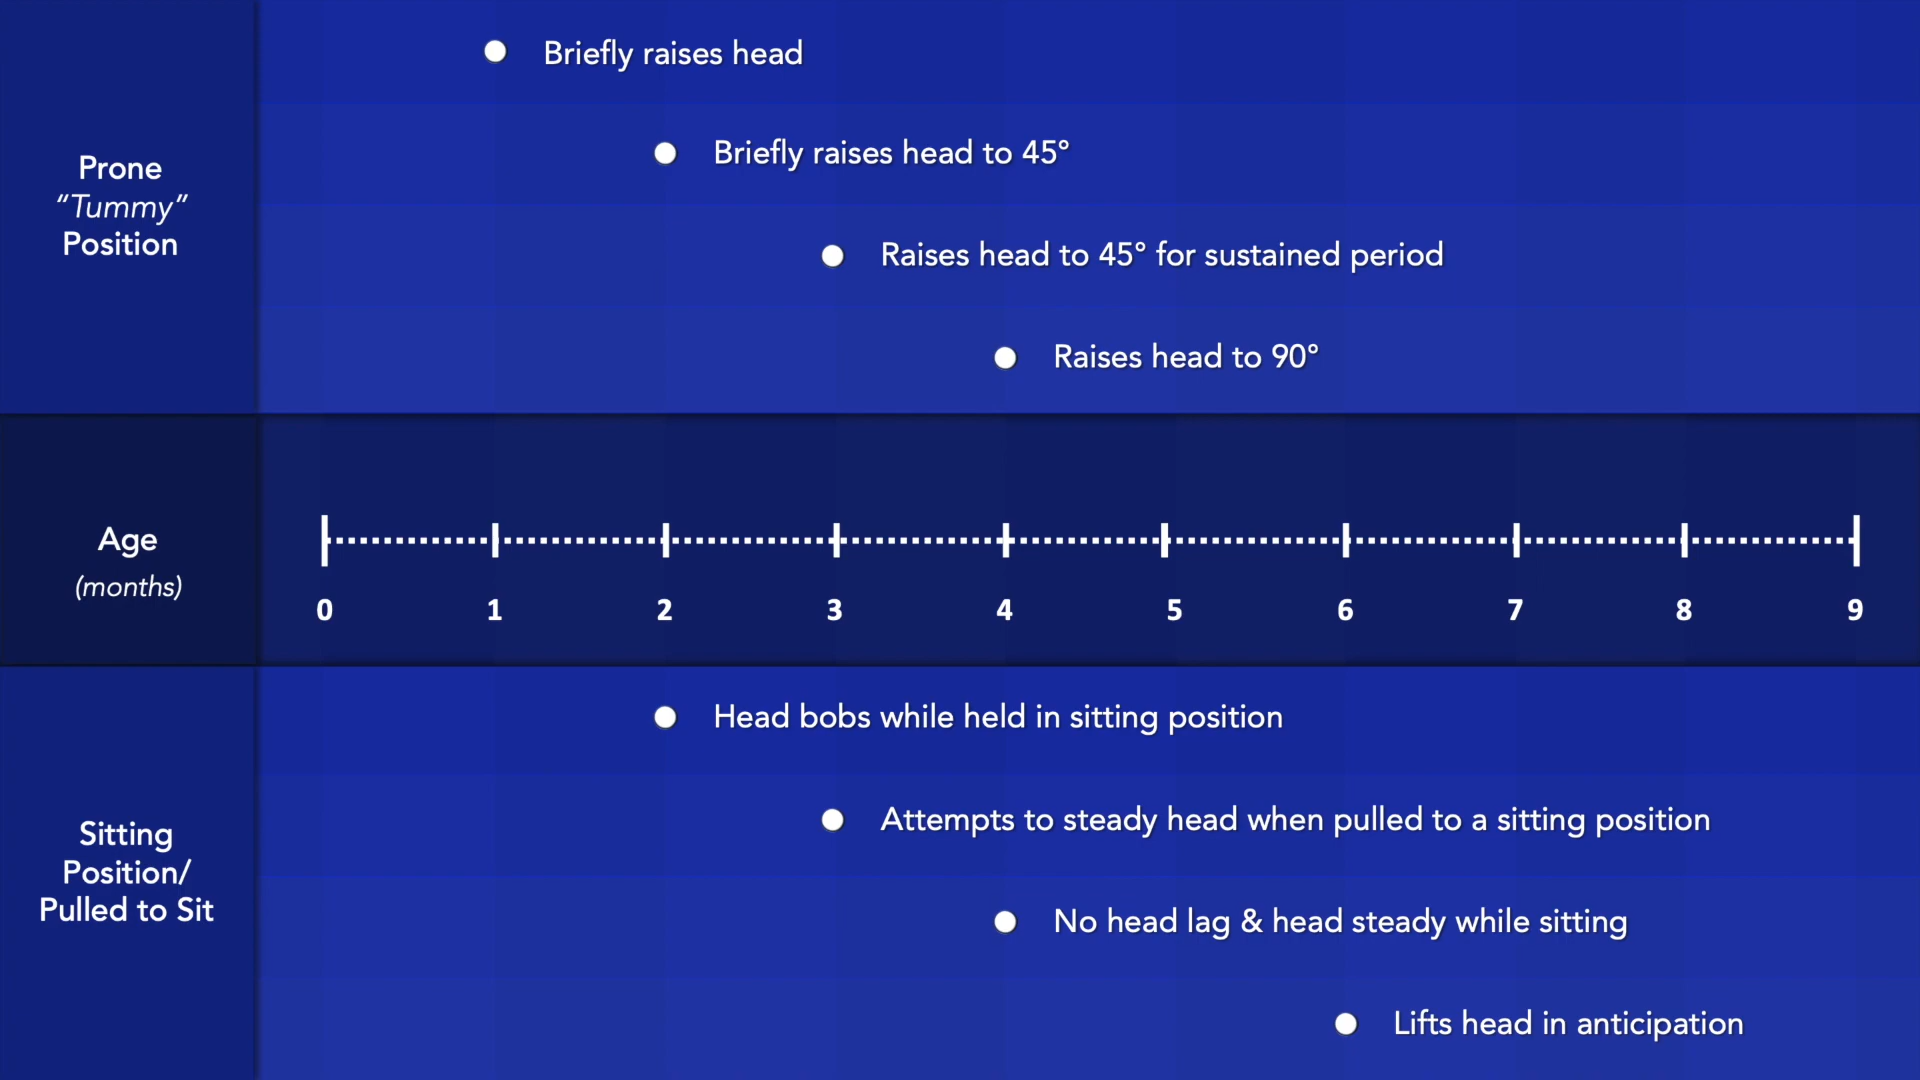 Briefly raises head
Briefly raises head to 45°
Prone
“Tummy”
Position
Raises head to 45° for sustained period
Raises head to 90°
Age
(months)
0 1 2 3 4 5 6 7 8 9
Head bobs while held in sitting position
Attempts to steady head when pulled to a sitting position
Sitting
Position/
Pulled to Sit
No head lag & head steady while sitting
Lifts head in anticipation